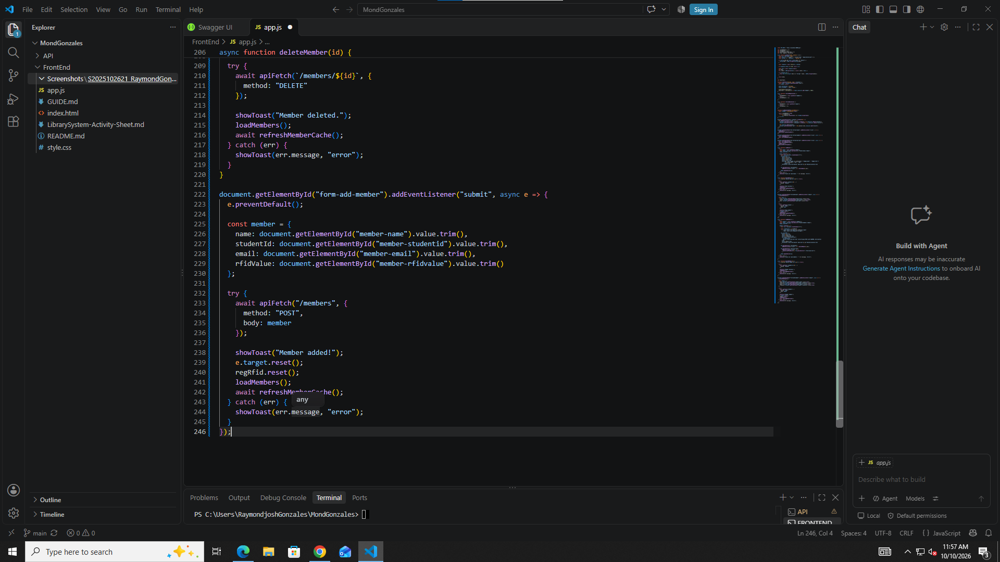 File Edit Selection View Go Run Terminal Help
MondGonzales
Sign In
Explorer
MondGonzales
API
FrontEnd
Screenshots\S2025102621_RaymondGon...
JS app.js
GUIDE.md
index.html
LibrarySystem-Activity-Sheet.md
README.md
# style.css
Outline
Timeline
Swagger UI
JS app.js
FrontEnd > JS app.js > ...
206 async function deleteMember(id) {
209 try {
210 await apiFetch(`/members/${id}`, {
211 method: "DELETE"
212 });
213
214 showToast("Member deleted.");
215 loadMembers();
216 await refreshMemberCache();
217 } catch (err) {
218 showToast(err.message, "error");
219 }
220 }
221
222 document.getElementById("form-add-member").addEventListener("submit", async e => {
223 e.preventDefault();
224
225 const member = {
226 name: document.getElementById("member-name").value.trim(),
227 studentId: document.getElementById("member-studentid").value.trim(),
228 email: document.getElementById("member-email").value.trim(),
229 rfidValue: document.getElementById("member-rfidvalue").value.trim()
230 };
231
232 try {
233 await apiFetch("/members", {
234 method: "POST",
235 body: member
236 });
237
238 showToast("Member added!");
239 e.target.reset();
240 regRfid.reset();
241 loadMembers();
242 await refreshMemberCache();
any
243 } catch (err) {
244 showToast(err.message, "error");
245 }
246 });
Problems Output Debug Console Terminal Ports
PS C:\Users\RaymondjoshGonzales\MondGonzales>
API
FRONTEND
Chat
Build with Agent
AI responses may be inaccurate
Generate Agent Instructions to onboard AI
onto your codebase.
JS app.js
Describe what to build
Agent Models
Local Default permissions
main 0 0
Ln 246, Col 4 Spaces: 4 UTF-8 CRLF {} JavaScript
Type here to search
11:57 AM
10/10/2026
3